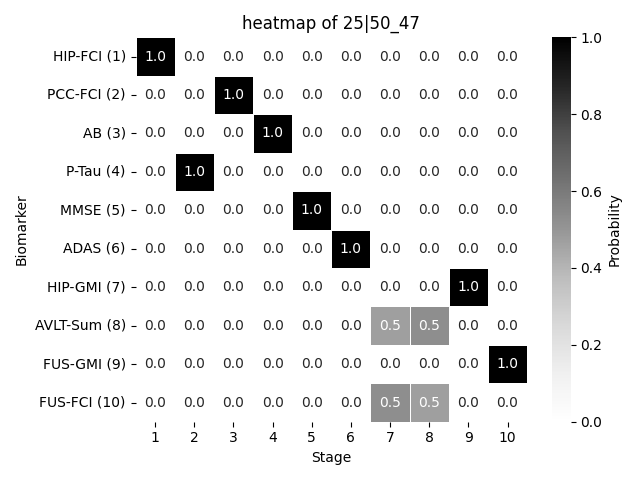 heatmap of 25|50_47
HIP-FCI (1) 1.0 0.0 0.0 0.0 0.0 0.0 0.0 0.0 0.0 0.0
PCC-FCI (2) 0.0 0.0 1.0 0.0 0.0 0.0 0.0 0.0 0.0 0.0
AB (3) 0.0 0.0 0.0 1.0 0.0 0.0 0.0 0.0 0.0 0.0
P-Tau (4) 0.0 1.0 0.0 0.0 0.0 0.0 0.0 0.0 0.0 0.0
MMSE (5) 0.0 0.0 0.0 0.0 1.0 0.0 0.0 0.0 0.0 0.0
ADAS (6) 0.0 0.0 0.0 0.0 0.0 1.0 0.0 0.0 0.0 0.0
HIP-GMI (7) 0.0 0.0 0.0 0.0 0.0 0.0 0.0 0.0 1.0 0.0
AVLT-Sum (8) 0.0 0.0 0.0 0.0 0.0 0.0 0.5 0.5 0.0 0.0
FUS-GMI (9) 0.0 0.0 0.0 0.0 0.0 0.0 0.0 0.0 0.0 1.0
FUS-FCI (10) 0.0 0.0 0.0 0.0 0.0 0.0 0.5 0.5 0.0 0.0
1 2 3 4 5 6 7 8 9 10
Stage
Biomarker
1.0
0.8
0.6
0.4
0.2
0.0
Probability